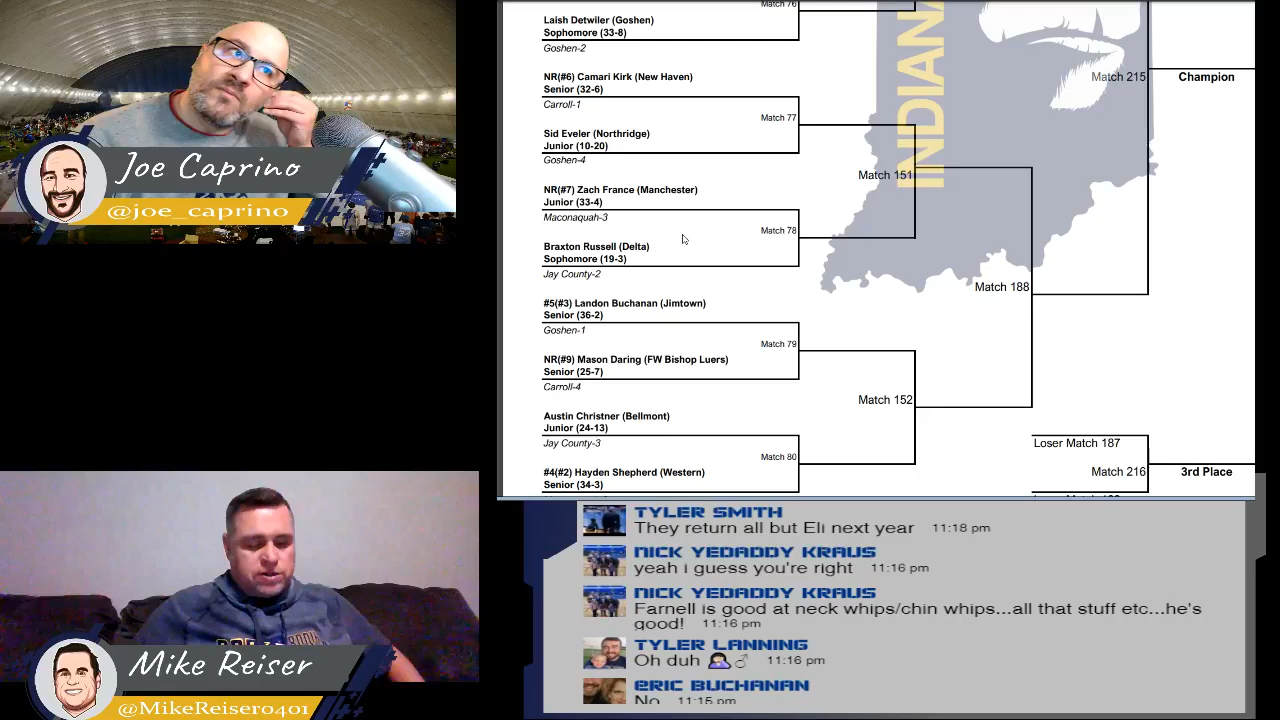 Joe Caprino
@joe_caprino
Mike Reiser
@MikeReiser0401
Match 76
Laish Detwiler (Goshen)
Sophomore (33-8)
Goshen-2
NR(#6) Camari Kirk (New Haven)
Senior (32-6)
Carroll-1
Match 77
Sid Eveler (Northridge)
Junior (10-20)
Goshen-4
Match 151
NR(#7) Zach France (Manchester)
Junior (33-4)
Maconaquah-3
Match 78
Braxton Russell (Delta)
Sophomore (19-3)
Jay County-2
Match 188
#5(#3) Landon Buchanan (Jimtown)
Senior (36-2)
Goshen-1
Match 79
NR(#9) Mason Daring (FW Bishop Luers)
Senior (25-7)
Carroll-4
Match 152
Austin Christner (Bellmont)
Junior (24-13)
Jay County-3
Match 80
#4(#2) Hayden Shepherd (Western)
Senior (34-3)
INDIAN
Match 215
Champion
Loser Match 187
Match 216
3rd Place
TYLER SMITH
They return all but Eli next year 11:18 pm
NICK YEDADDY KRAUS
yeah i guess you're right 11:16 pm
NICK YEDADDY KRAUS
Farnell is good at neck whips/chin whips...all that stuff etc...he's
good! 11:16 pm
TYLER LANNING
Oh duh 🤦🏻‍♂ 11:16 pm
ERIC BUCHANAN
No 11:15 pm